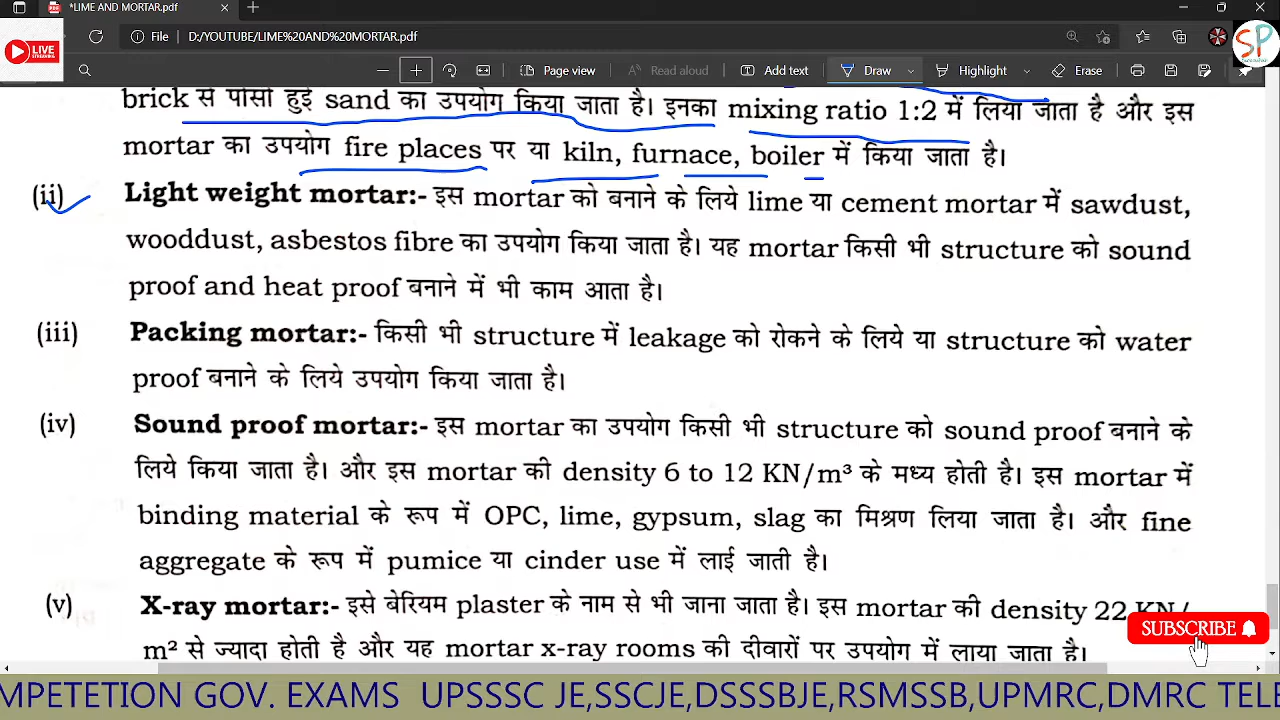 *LIME AND MORTAR.pdf
File D:/YOUTUBE/LIME%20AND%20MORTAR.pdf
LIVE
STREAMING
SP
Page view Read aloud Add text Draw Highlight Erase
brick से पीसी हुई sand का उपयोग किया जाता है। इनका mixing ratio 1:2 में लिया जाता है और इस
mortar का उपयोग fire places पर या kiln, furnace, boiler में किया जाता है।
(ii) Light weight mortar:- इस mortar को बनाने के लिये lime या cement mortar में sawdust,
wooddust, asbestos fibre का उपयोग किया जाता है। यह mortar किसी भी structure को sound
proof and heat proof बनाने में भी काम आता है।
(iii) Packing mortar:- किसी भी structure में leakage को रोकने के लिये या structure को water
proof बनाने के लिये उपयोग किया जाता है।
(iv) Sound proof mortar:- इस mortar का उपयोग किसी भी structure को sound proof बनाने के
लिये किया जाता है। और इस mortar की density 6 to 12 KN/m³ के मध्य होती है। इस mortar में
binding material के रूप में OPC, lime, gypsum, slag का मिश्रण लिया जाता है। और fine
aggregate के रूप में pumice या cinder use में लाई जाती है।
(v) X-ray mortar:- इसे बेरियम plaster के नाम से भी जाना जाता है। इस mortar की density 22 KN/
m² से ज्यादा होती है और यह mortar x-ray rooms की दीवारों पर उपयोग में लाया जाता है।
SUBSCRIBE
MPETETION GOV. EXAMS UPSSSC JE,SSCJE,DSSSBJE,RSMSSB,UPMRC,DMRC TELE